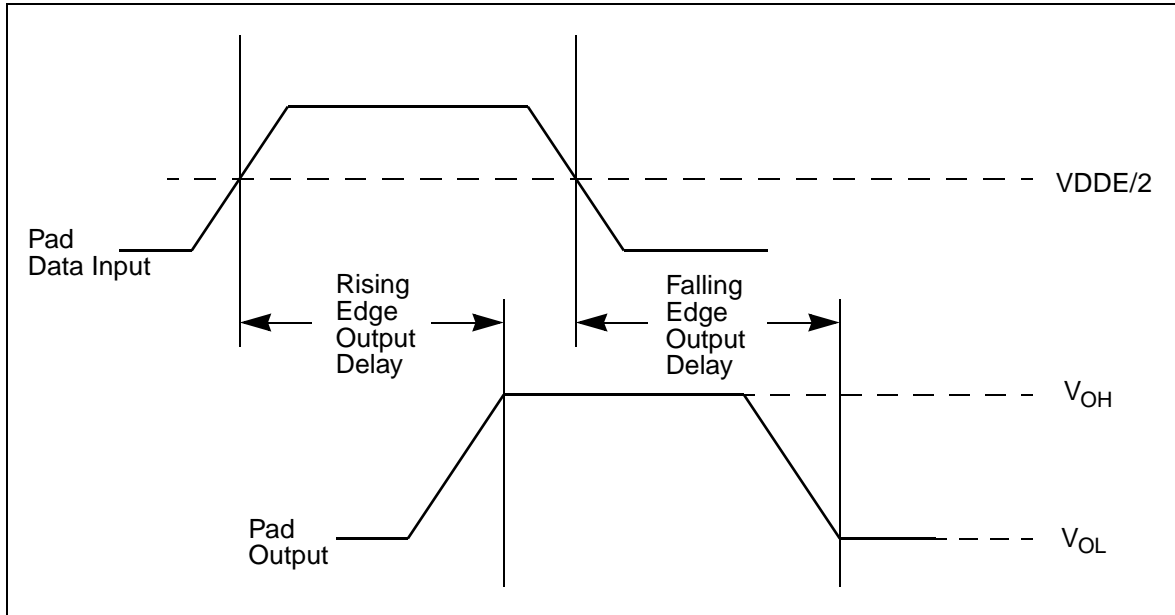 VDDE/2
Pad
Data Input
Rising
Edge
Output
Delay
Falling
Edge
Output
Delay
VOH
Pad
Output
VOL